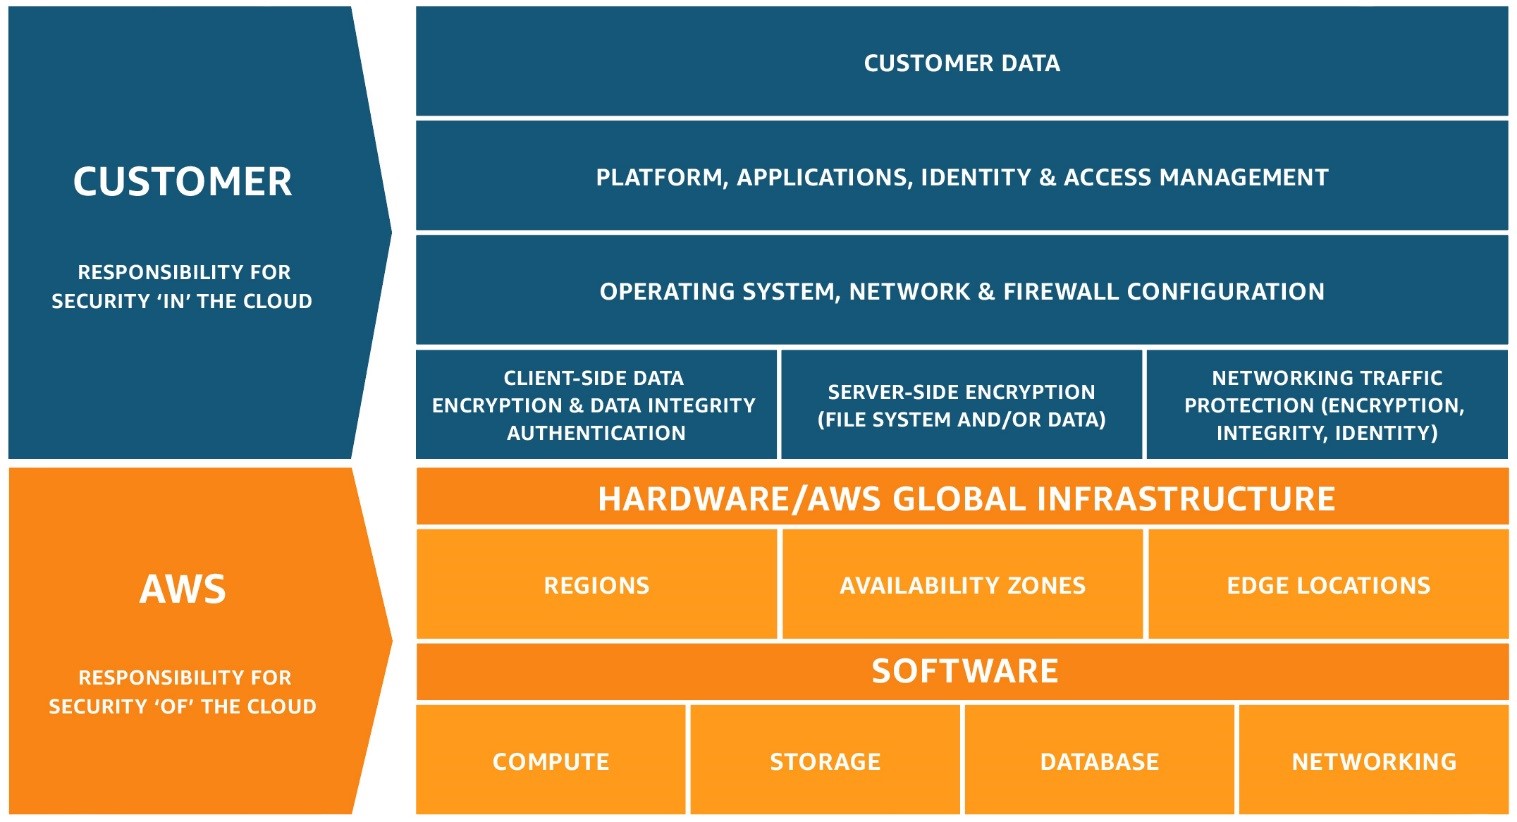 CUSTOMER
RESPONSIBILITY FOR
SECURITY ‘IN’ THE CLOUD
CUSTOMER DATA
PLATFORM, APPLICATIONS, IDENTITY & ACCESS MANAGEMENT
OPERATING SYSTEM, NETWORK & FIREWALL CONFIGURATION
CLIENT-SIDE DATA
ENCRYPTION & DATA INTEGRITY
AUTHENTICATION
SERVER-SIDE ENCRYPTION
(FILE SYSTEM AND/OR DATA)
NETWORKING TRAFFIC
PROTECTION (ENCRYPTION,
INTEGRITY, IDENTITY)
AWS
RESPONSIBILITY FOR
SECURITY ‘OF’ THE CLOUD
HARDWARE/AWS GLOBAL INFRASTRUCTURE
REGIONS
AVAILABILITY ZONES
EDGE LOCATIONS
SOFTWARE
COMPUTE
STORAGE
DATABASE
NETWORKING